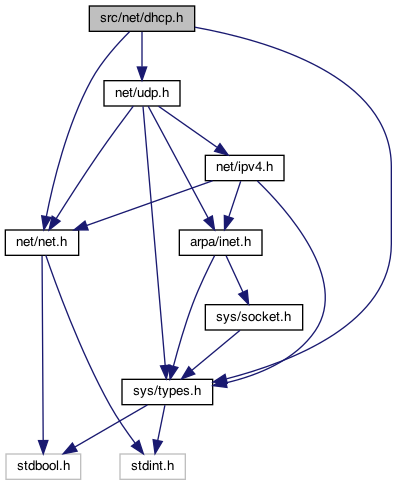 src/net/dhcp.h
net/udp.h
net/ipv4.h
net/net.h
arpa/inet.h
sys/socket.h
sys/types.h
stdbool.h
stdint.h